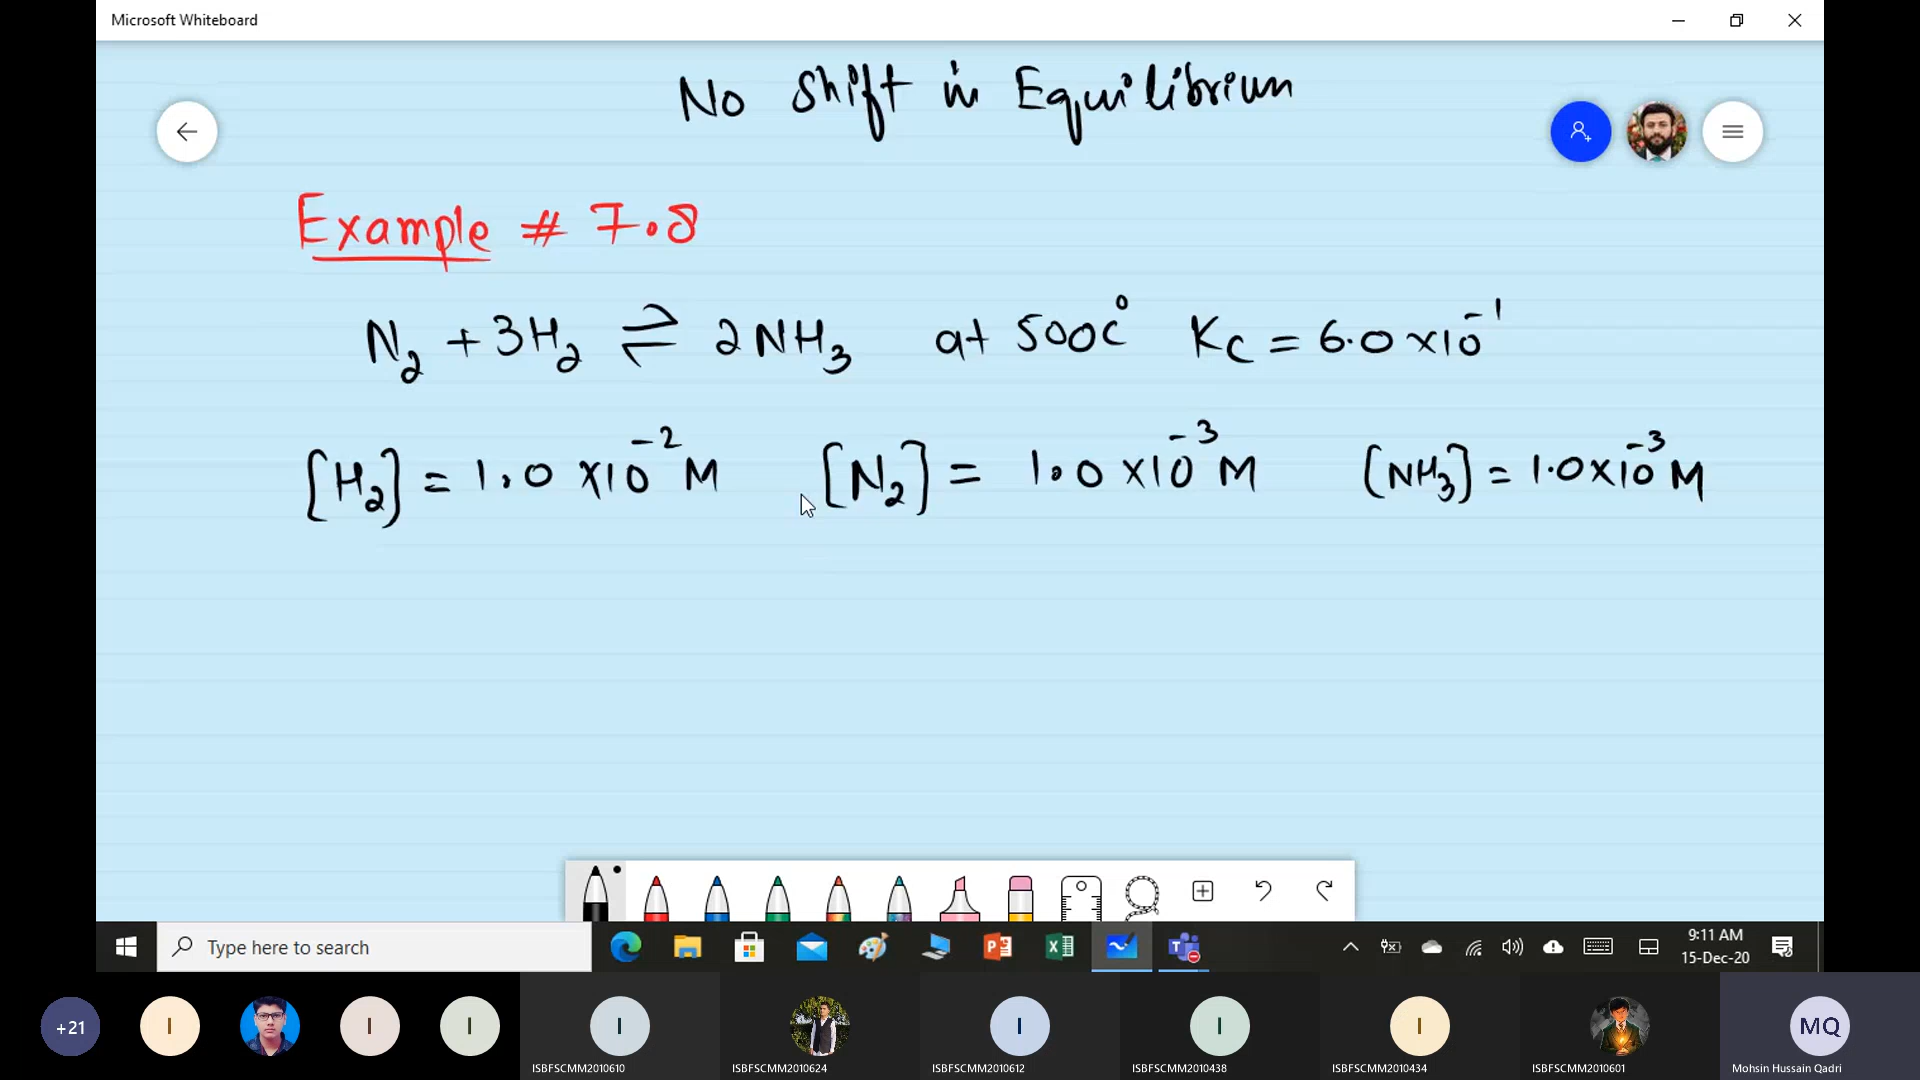 Microsoft Whiteboard
No Shift in Equilibrium
Example # 7.8
N₂ + 3H₂ ⇌ 2NH₃ at 500C° Kc = 6.0 ×10⁻¹
[H₂] = 1.0 ×10⁻² M [N₂] = 1.0 ×10⁻³ M [NH₃] = 1.0×10⁻³ M
Type here to search
9:11 AM
15-Dec-20
+21 I I I I I I I I MQ
ISBFSCMM2010610 ISBFSCMM2010624 ISBFSCMM2010612 ISBFSCMM2010438 ISBFSCMM2010434 ISBFSCMM2010601 Mohsin Hussain Qadri